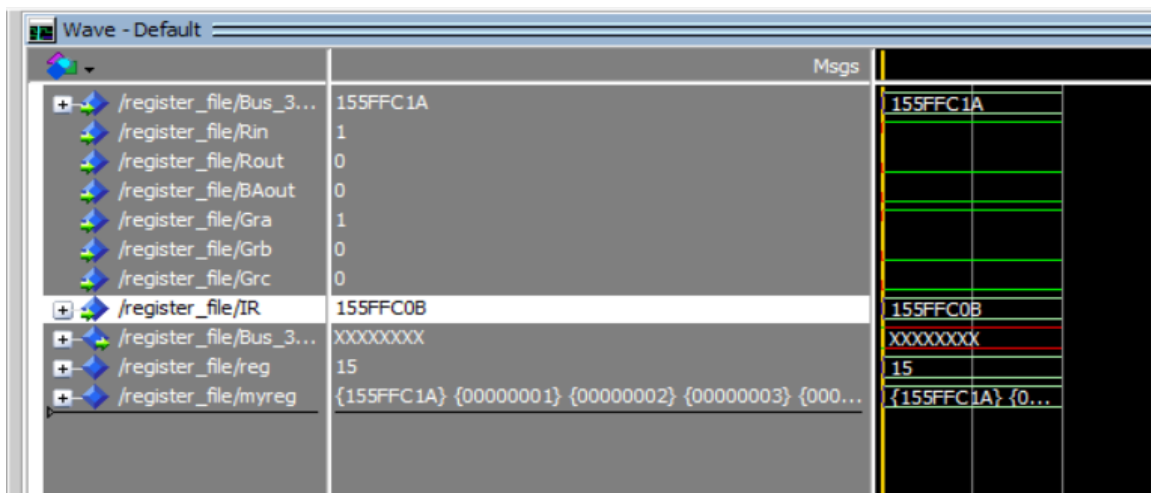 Wave - Default
Msgs
/register_file/Bus_3... 155FFC1A 155FFC1A
/register_file/Rin 1
/register_file/Rout 0
/register_file/BAout 0
/register_file/Gra 1
/register_file/Grb 0
/register_file/Grc 0
/register_file/IR 155FFC0B 155FFC0B
/register_file/Bus_3... XXXXXXXX XXXXXXXX
/register_file/reg 15 15
/register_file/myreg {155FFC1A} {00000001} {00000002} {00000003} {000... {155FFC1A} {0...